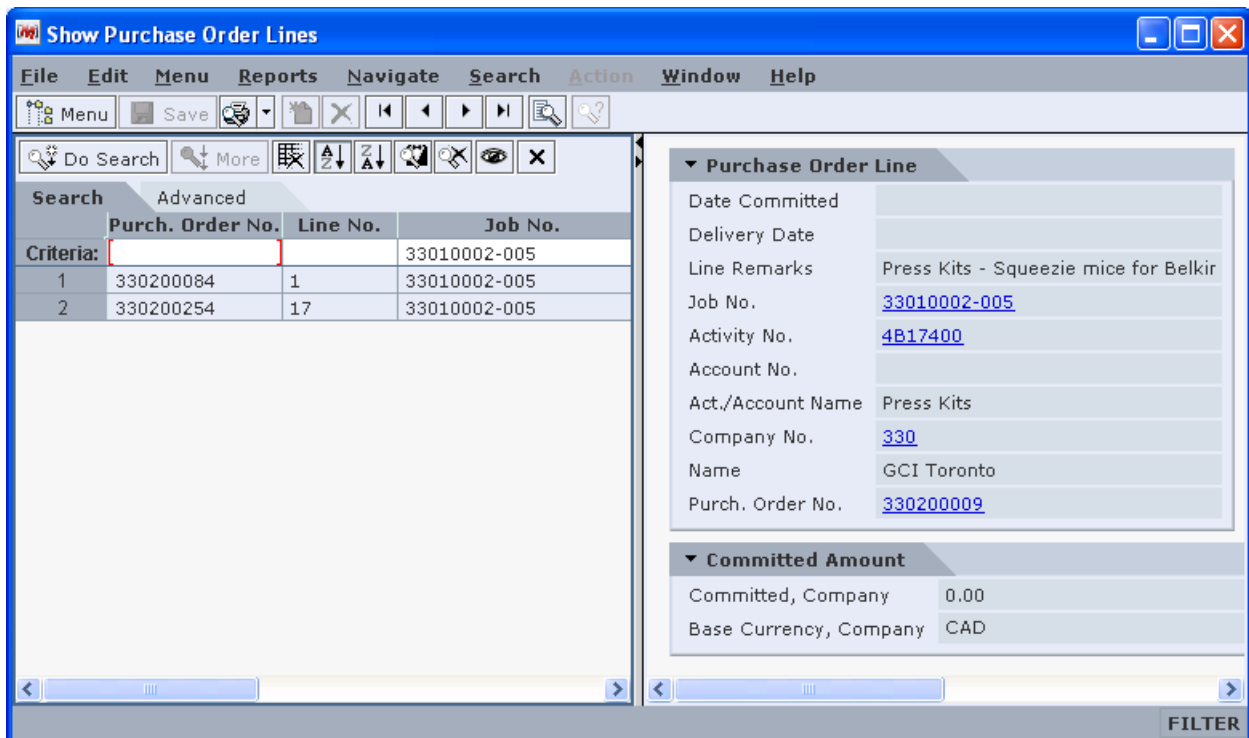 Show Purchase Order Lines
File Edit Menu Reports Navigate Search Action Window Help
Menu Save
Do Search More
Search Advanced
Purch. Order No. Line No. Job No.
Criteria: 33010002-005
1 330200084 1 33010002-005
2 330200254 17 33010002-005
Purchase Order Line
Date Committed
Delivery Date
Line Remarks Press Kits - Squeezie mice for Belkir
Job No. 33010002-005
Activity No. 4B17400
Account No.
Act./Account Name Press Kits
Company No. 330
Name GCI Toronto
Purch. Order No. 330200009
Committed Amount
Committed, Company 0.00
Base Currency, Company CAD
FILTER